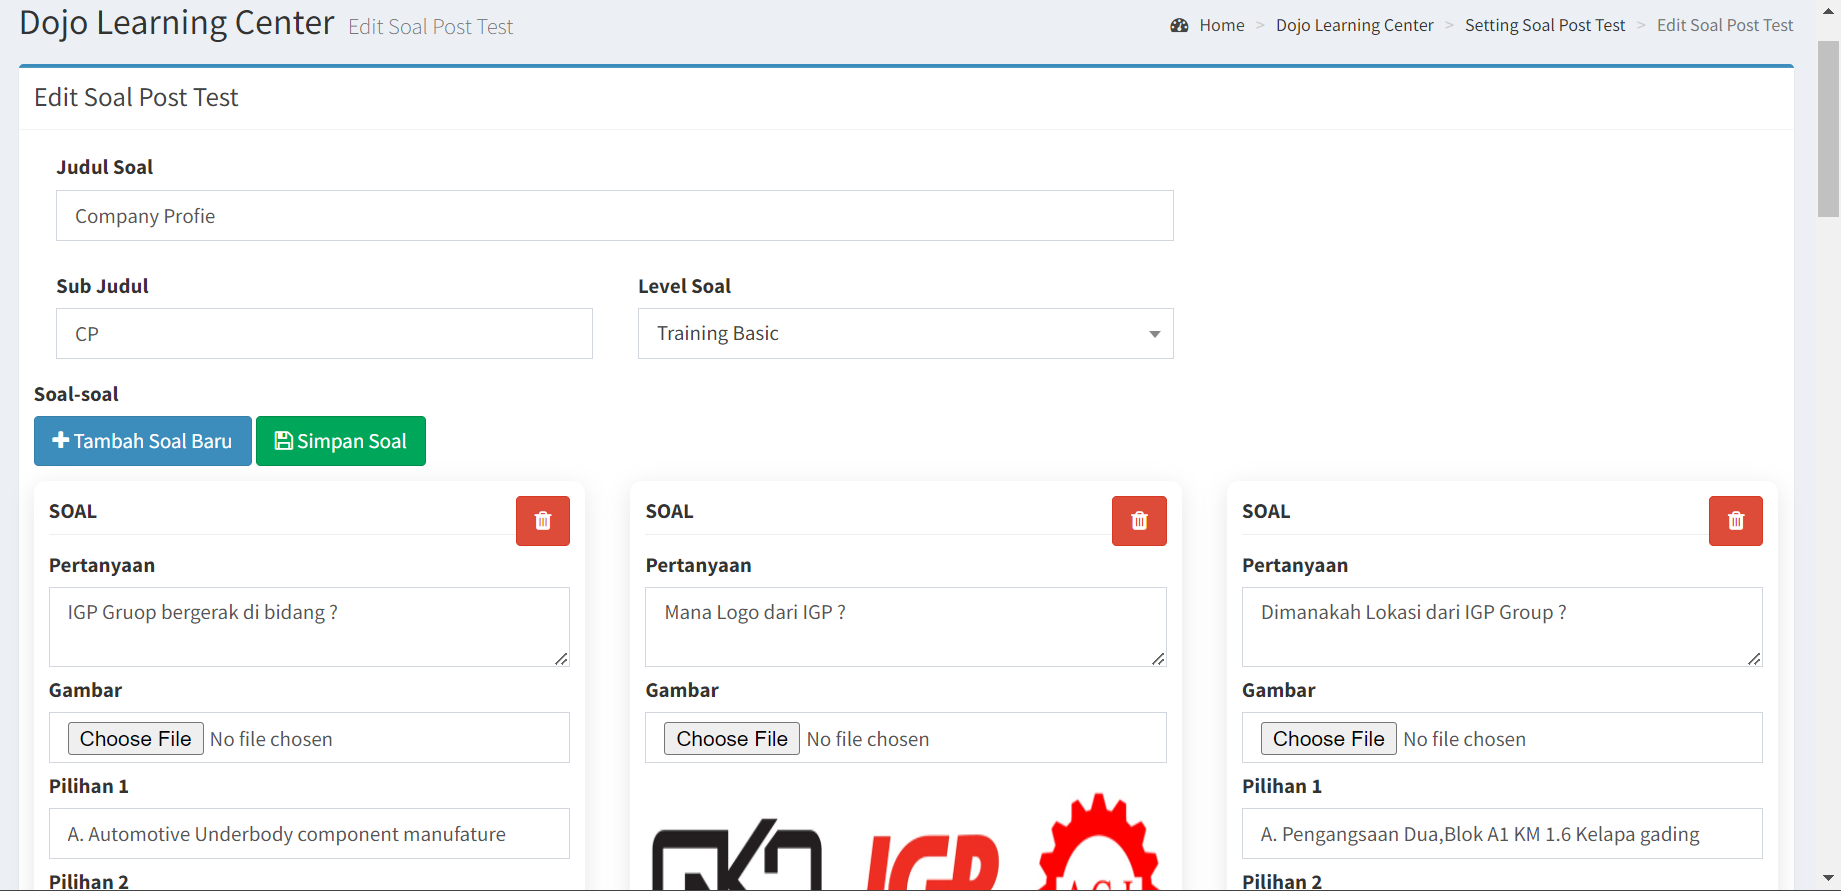 Dojo Learning Center Edit Soal Post Test
Home > Dojo Learning Center > Setting Soal Post Test > Edit Soal Post Test
Edit Soal Post Test
Judul Soal
Company Profie
Sub Judul
CP
Level Soal
Training Basic
Soal-soal
Tambah Soal Baru
Simpan Soal
SOAL
Pertanyaan
IGP Gruop bergerak di bidang ?
Gambar
Choose File No file chosen
Pilihan 1
A. Automotive Underbody component manufature
Pilihan 2
SOAL
Pertanyaan
Mana Logo dari IGP ?
Gambar
Choose File No file chosen
IGP
SOAL
Pertanyaan
Dimanakah Lokasi dari IGP Group ?
Gambar
Choose File No file chosen
Pilihan 1
A. Pengangsaan Dua,Blok A1 KM 1.6 Kelapa gading
Pilihan 2